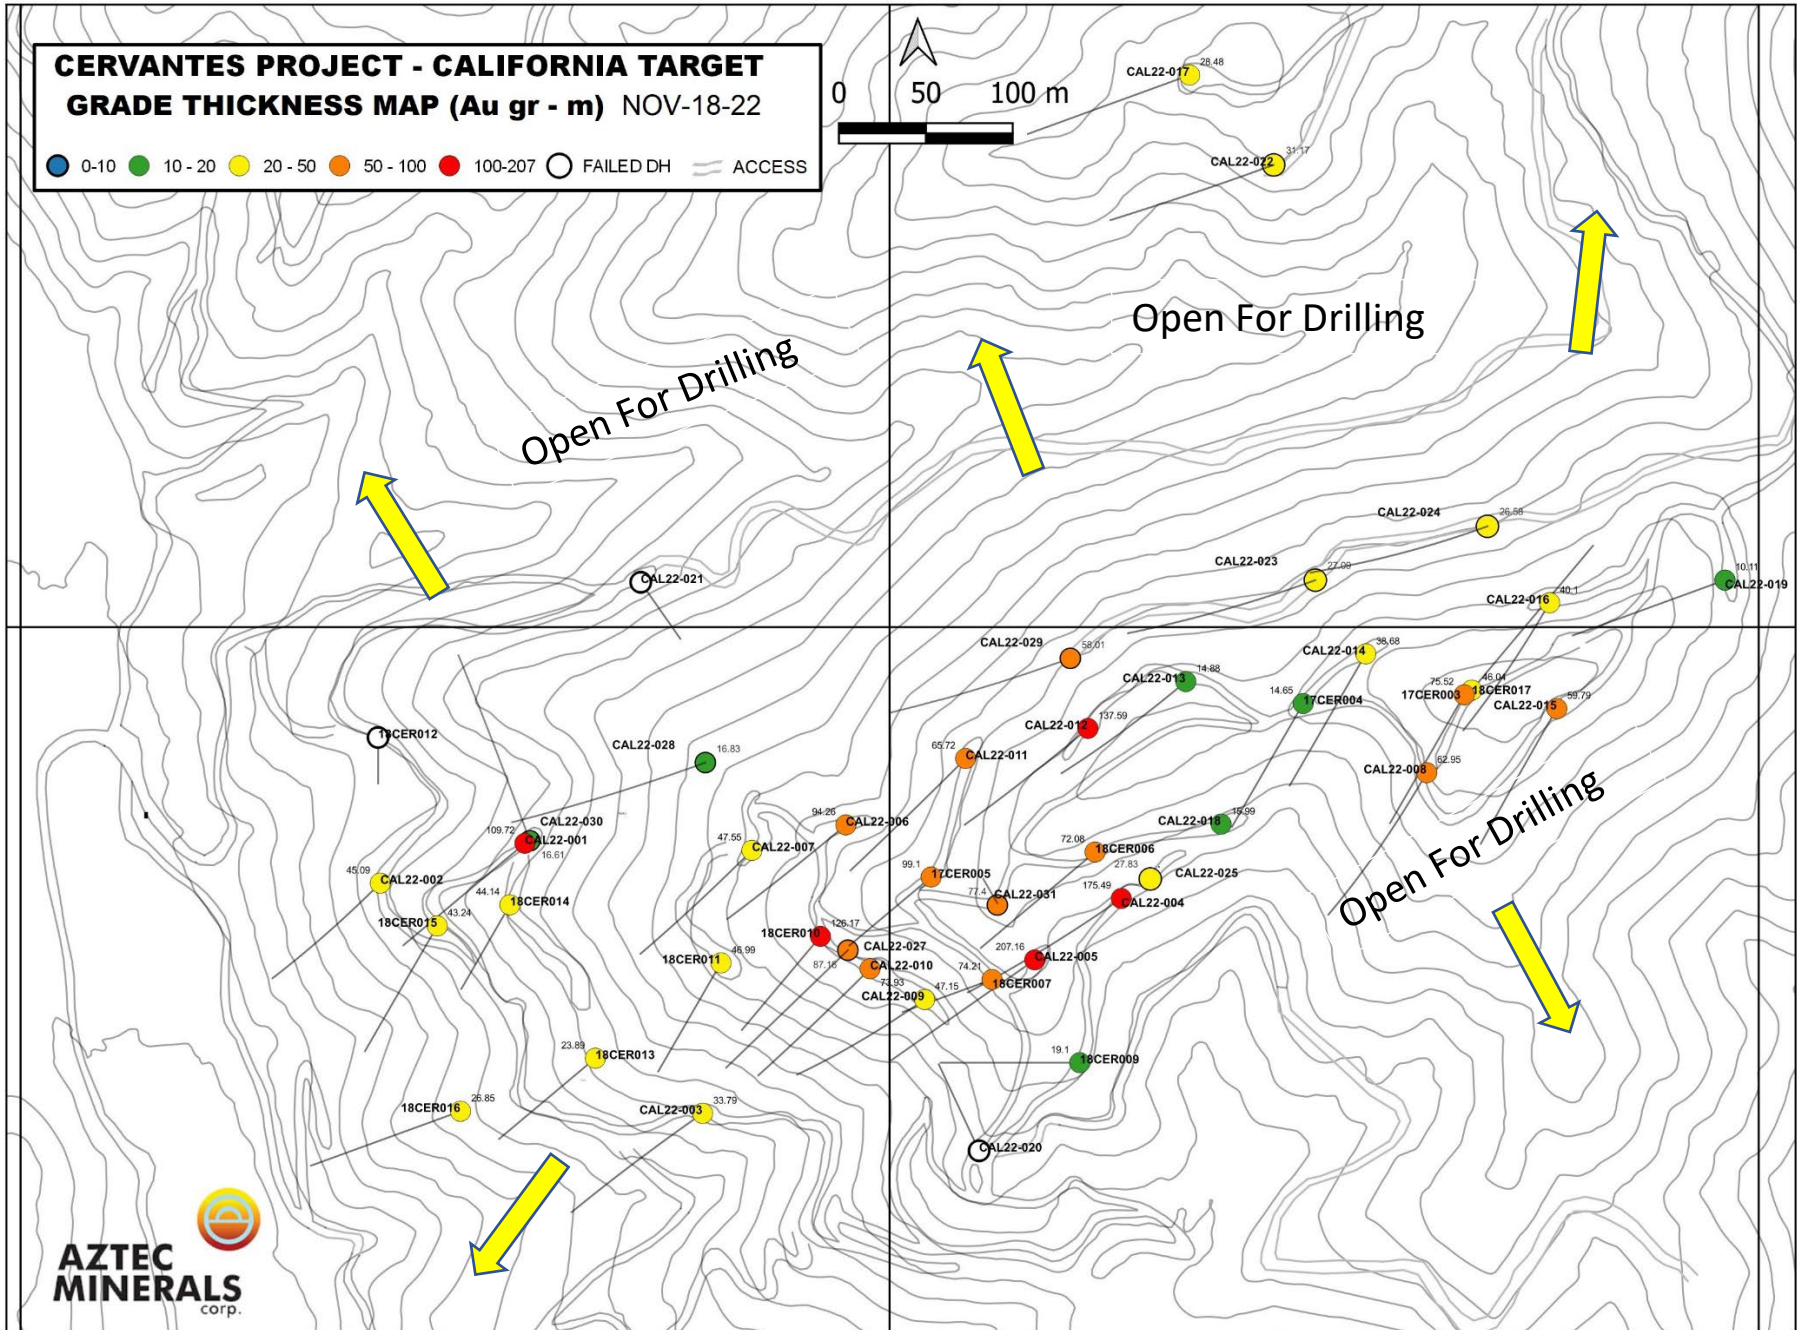 CERVANTES PROJECT - CALIFORNIA TARGET
GRADE THICKNESS MAP (Au gr - m) NOV-18-22
0-10 10 - 20 20 - 50 50 - 100 100-207 FAILED DH ACCESS
0 50 100 m
CAL22-017 28.48
CAL22-022 31.17
Open For Drilling
Open For Drilling
CAL22-024 26.58
CAL22-023 27.09
CAL22-021
CAL22-016 40.1
10.11
CAL22-019
CAL22-029 58.01
CAL22-014 38.68
CAL22-013 14.88
14.65 17CER004
75.52 46.04
17CER003 18CER017
CAL22-015 59.79
CAL22-012 137.59
18CER012
CAL22-028 16.83
65.72 CAL22-011
CAL22-008 62.95
Open For Drilling
94.26 CAL22-006
CAL22-018 15.99
CAL22-030
109.72 CAL22-001
16.61
47.55 CAL22-007
72.08 18CER006
27.83 CAL22-025
45.09 CAL22-002
99.1 17CER005
44.14 18CER014
77.4 CAL22-031
175.49 CAL22-004
18CER015 43.24
18CER010 126.17
CAL22-027
87.16 CAL22-010
73.93
18CER011 46.99
207.16 CAL22-005
74.21 18CER007
CAL22-009 47.15
23.89 18CER013
19.1 18CER009
18CER016 26.85
CAL22-003 33.79
CAL22-020
AZTEC
MINERALS
corp.